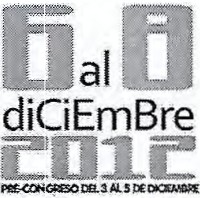 6 al 8
diCiEmBre
2012
PRE-CONGRESO DEL 3 AL 5 DE DICIEMBRE